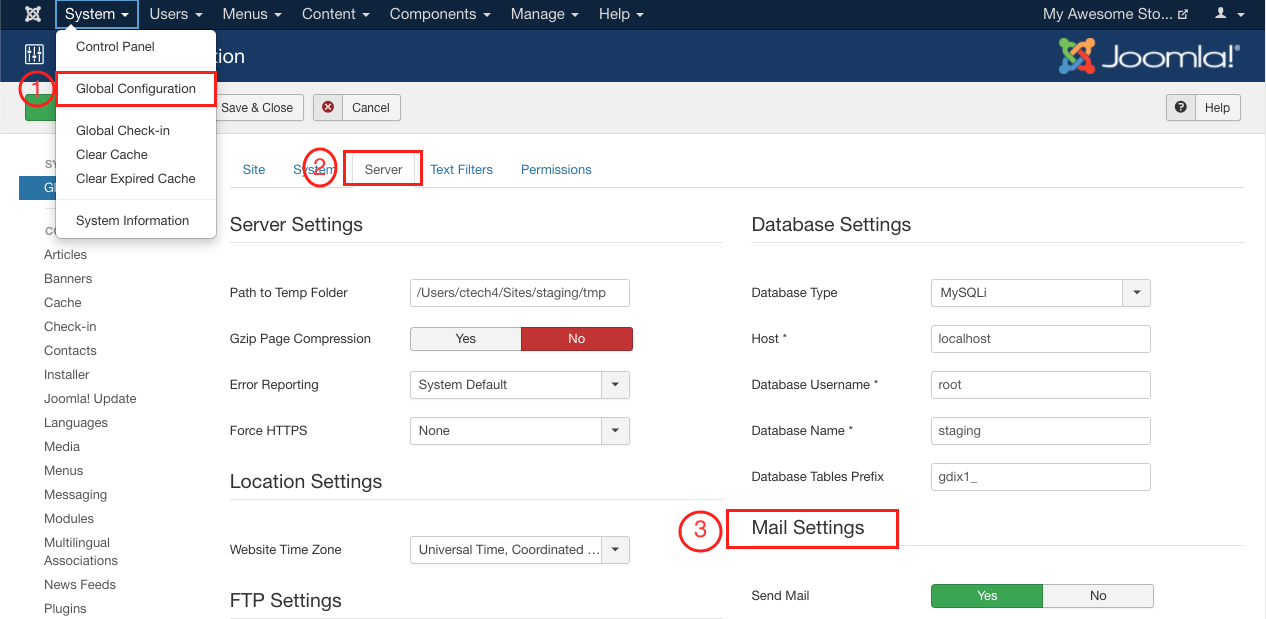 System Users Menus Content Components Manage Help My Awesome Sto...
Control Panel
Global Configuration
Global Check-in
Clear Cache
Clear Expired Cache
System Information
tion
Joomla!®
1
Save & Close Cancel Help
Site System 2 Server Text Filters Permissions
SY
Gl
CO
Articles
Banners
Cache
Check-in
Contacts
Installer
Joomla! Update
Languages
Media
Menus
Messaging
Modules
Multilingual
Associations
News Feeds
Plugins
Server Settings
Path to Temp Folder /Users/ctech4/Sites/staging/tmp
Gzip Page Compression Yes No
Error Reporting System Default
Force HTTPS None
Location Settings
Website Time Zone Universal Time, Coordinated ...
FTP Settings
Database Settings
Database Type MySQLi
Host * localhost
Database Username * root
Database Name * staging
Database Tables Prefix gdix1_
3 Mail Settings
Send Mail Yes No